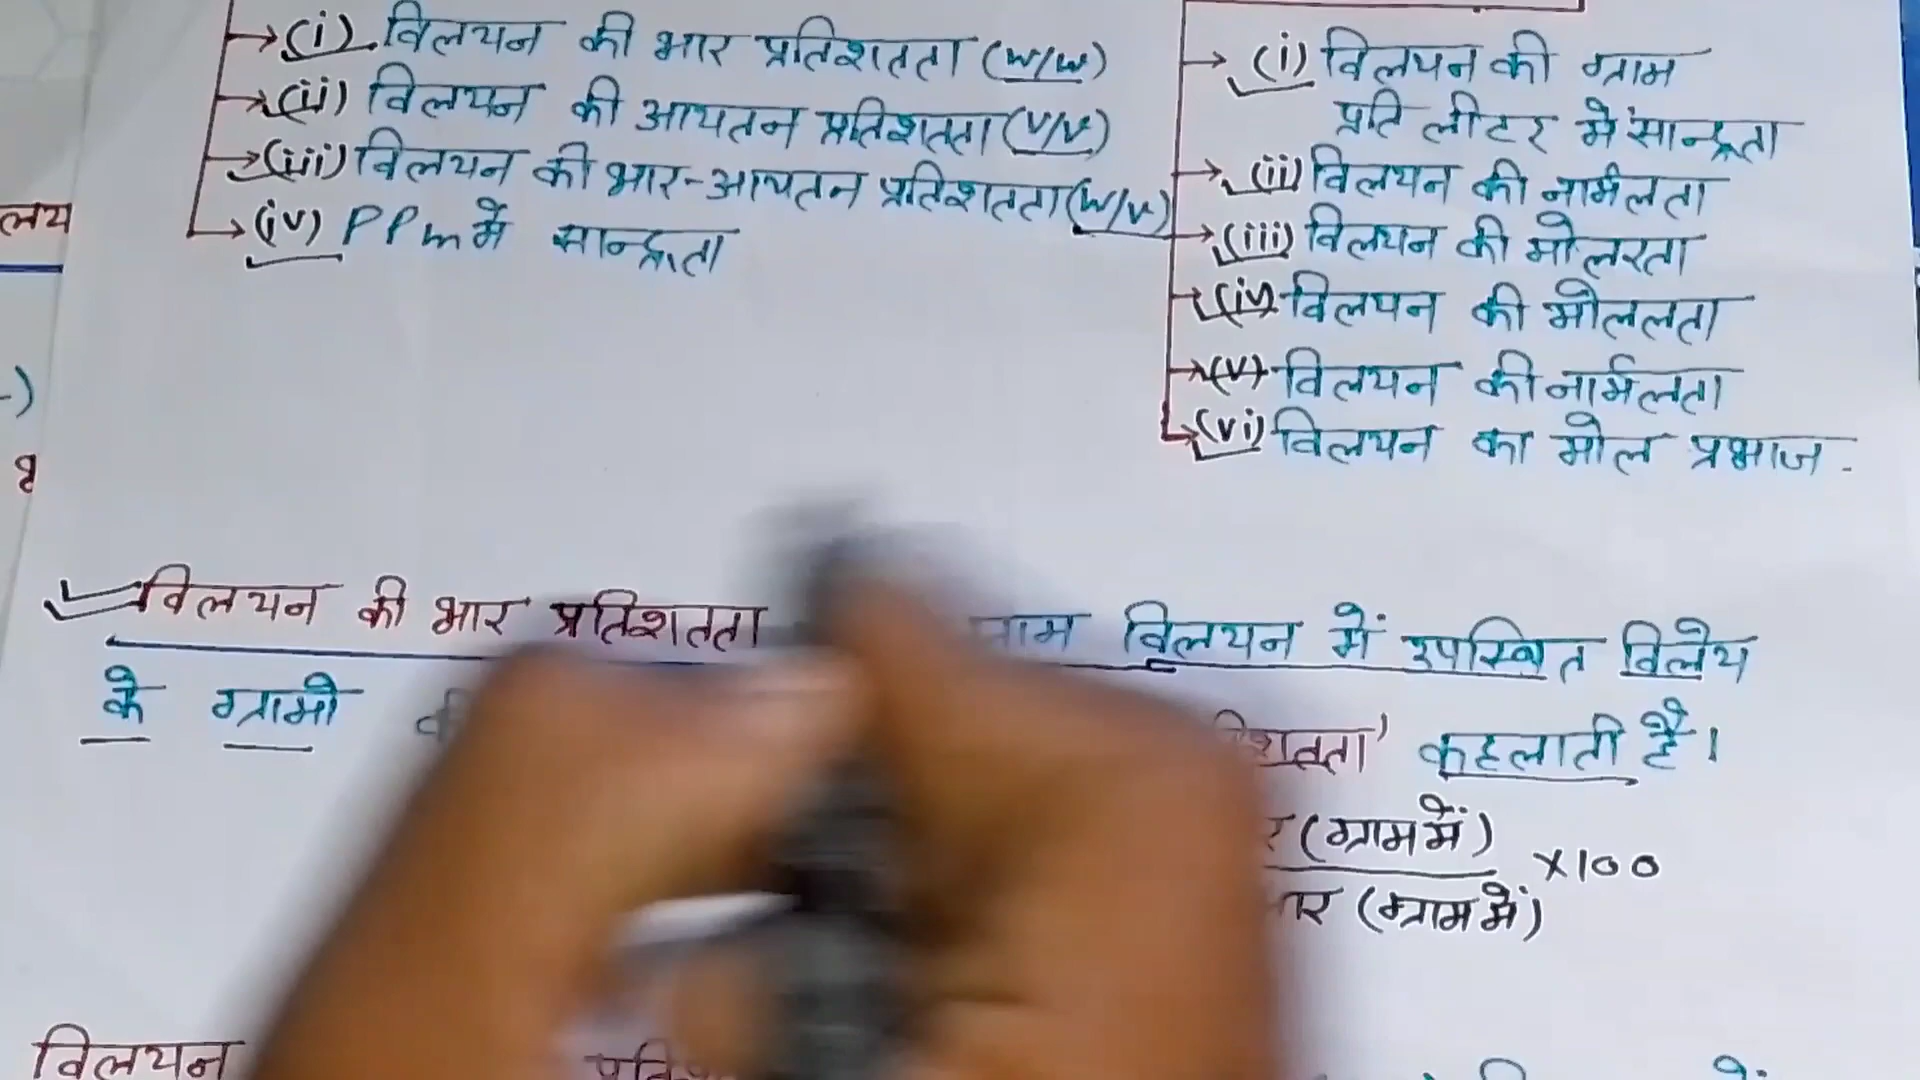 (i) विलयन की भार प्रतिशतता (w/w)
(ii) विलयन की आयतन प्रतिशतता (v/v)
(iii) विलयन की भार-आयतन प्रतिशतता (w/v)
(iv) PPm में सान्द्रता
(i) विलयन की ग्राम
प्रति लीटर में सान्द्रता
(ii) विलयन की नार्मलता
(iii) विलयन की मोलरता
(iv) विलयन की मोललता
(v) विलयन की नार्मलता
(vi) विलयन का मोल प्रभाज
लय
विलयन की भार प्रतिशतता विलयन में उपस्थित विलेय
के ग्रामो कहलाती है।
(ग्राम में)
(ग्राम में)
×100
विलयन